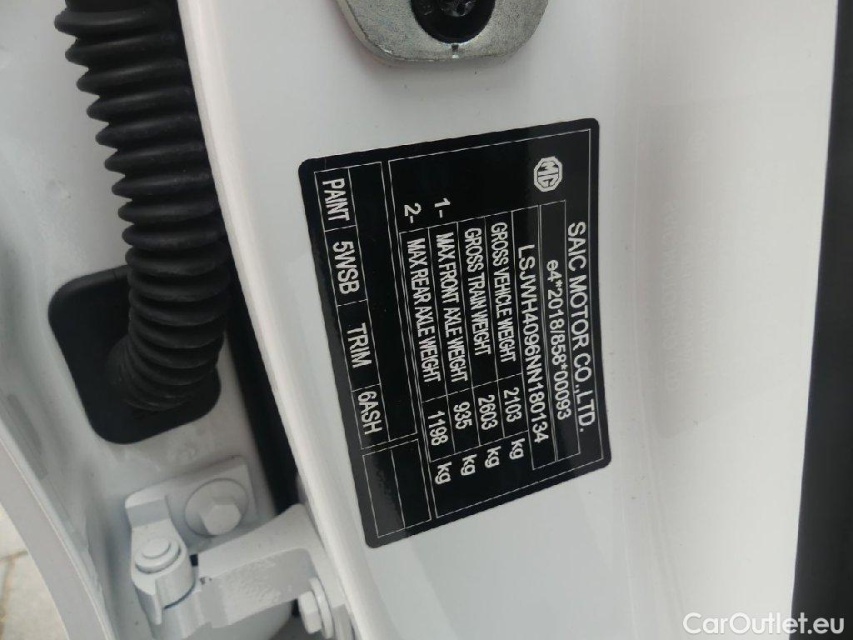 MG
SAIC MOTOR CO.,LTD.
e4*2018/858*00093
LSJWH4096NN180134
GROSS VEHICLE WEIGHT 2103 kg
GROSS TRAIN WEIGHT 2603 kg
1- MAX FRONT AXLE WEIGHT 935 kg
2- MAX REAR AXLE WEIGHT 1198 kg
PAINT 5WSB TRIM 6ASH
CarOutlet.eu